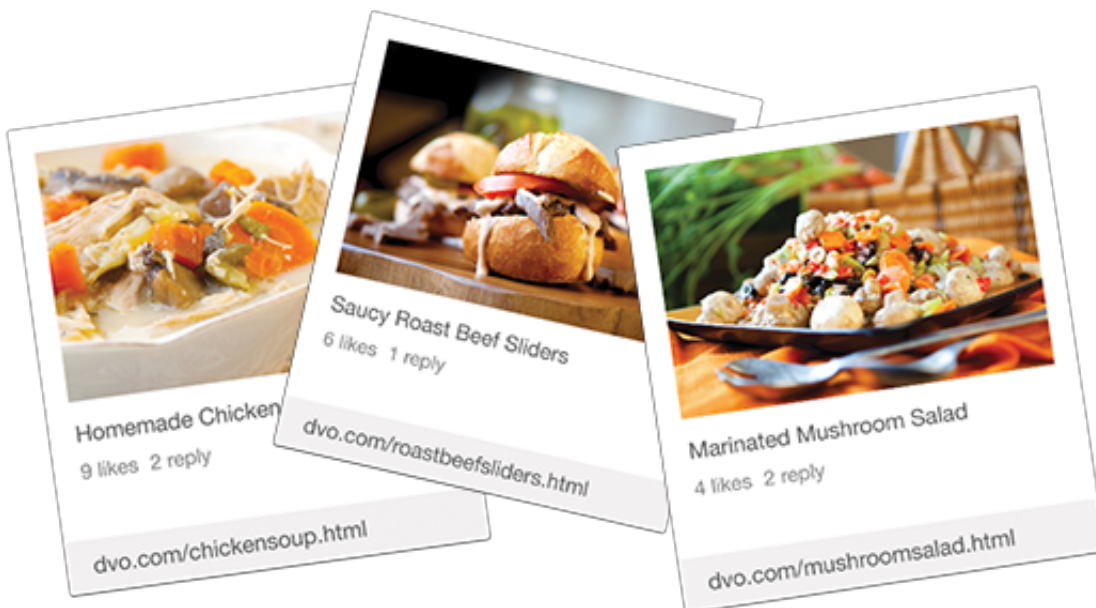 Homemade Chicken
9 likes 2 reply
dvo.com/chickensoup.html
Saucy Roast Beef Sliders
6 likes 1 reply
dvo.com/roastbeefsliders.html
Marinated Mushroom Salad
4 likes 2 reply
dvo.com/mushroomsalad.html